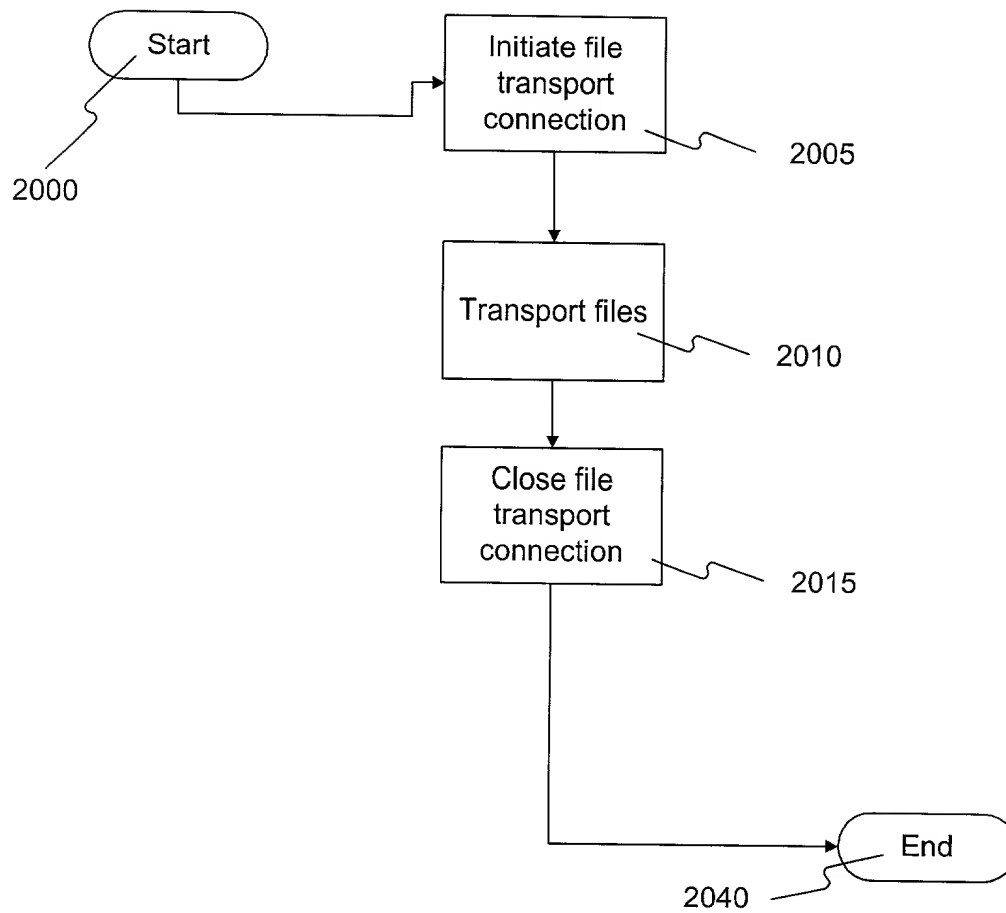 Start
2000
Initiate file
transport
connection
2005
Transport files
2010
Close file
transport
connection
2015
End
2040